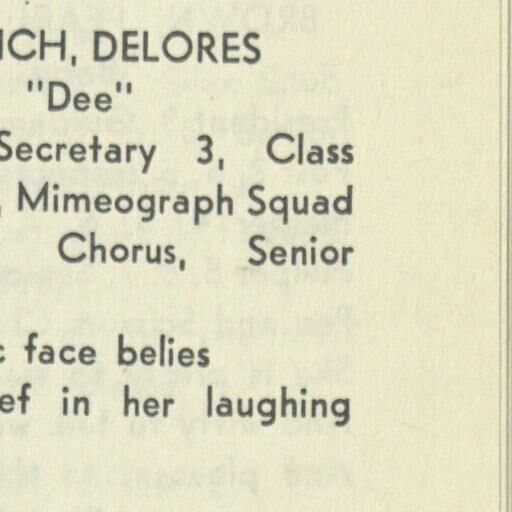 ICH, DELORES
"Dee"
Secretary 3, Class
, Mimeograph Squad
Chorus, Senior
c face belies
ef in her laughing